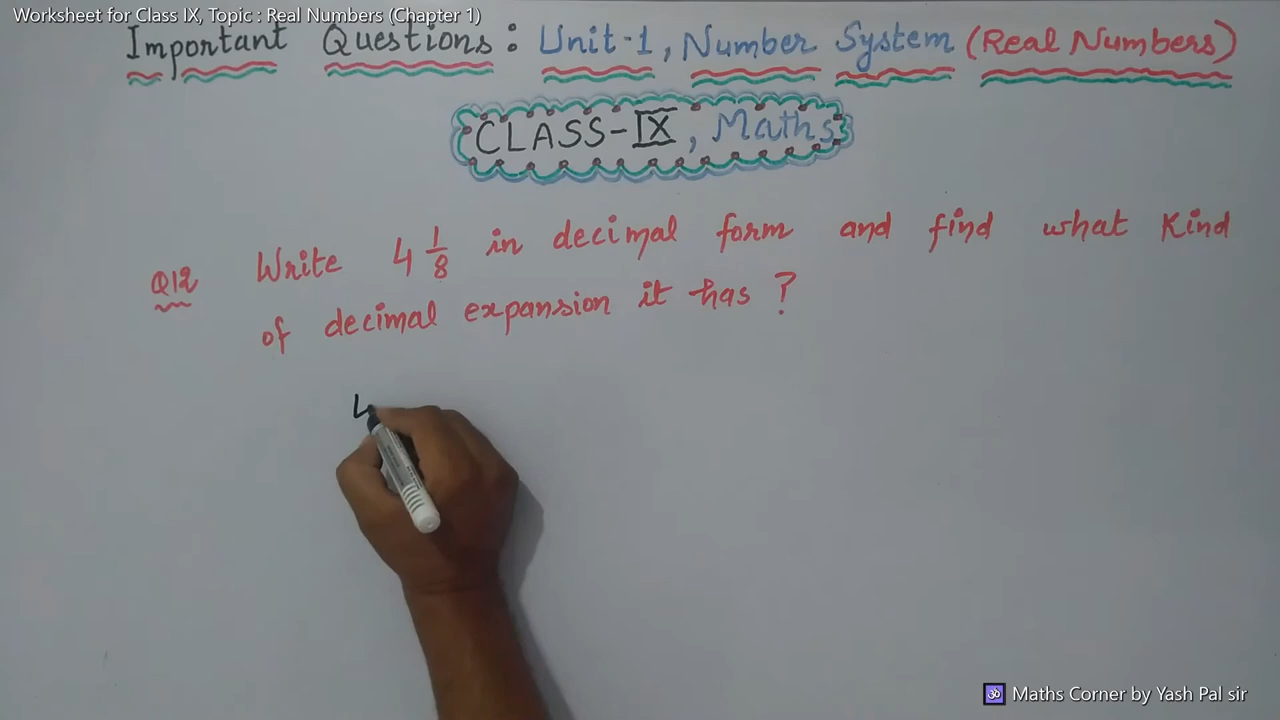 Worksheet for Class IX, Topic : Real Numbers (Chapter 1)
Important Questions : Unit-1, Number System (Real Numbers)
CLASS-IX, Maths
Q12 Write 4 1/8 in decimal form and find what kind
of decimal expansion it has ?
4
Maths Corner by Yash Pal sir